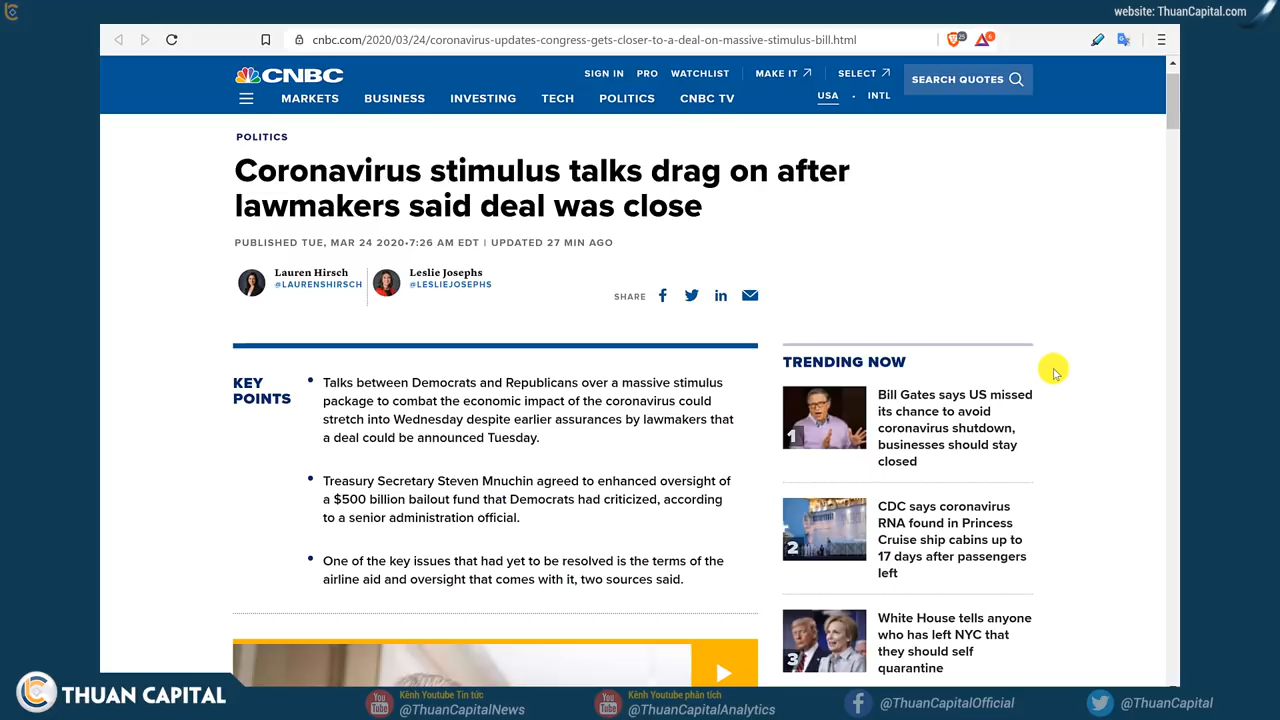 website: ThuanCapital.com
cnbc.com/2020/03/24/coronavirus-updates-congress-gets-closer-to-a-deal-on-massive-stimulus-bill.html
25
6
CNBC
SIGN IN PRO WATCHLIST MAKE IT SELECT
SEARCH QUOTES
USA • INTL
MARKETS BUSINESS INVESTING TECH POLITICS CNBC TV
POLITICS
Coronavirus stimulus talks drag on after
lawmakers said deal was close
PUBLISHED TUE, MAR 24 2020•7:26 AM EDT | UPDATED 27 MIN AGO
Lauren Hirsch
@LAURENSHIRSCH
Leslie Josephs
@LESLIEJOSEPHS
SHARE
KEY
POINTS
• Talks between Democrats and Republicans over a massive stimulus
package to combat the economic impact of the coronavirus could
stretch into Wednesday despite earlier assurances by lawmakers that
a deal could be announced Tuesday.
• Treasury Secretary Steven Mnuchin agreed to enhanced oversight of
a $500 billion bailout fund that Democrats had criticized, according
to a senior administration official.
• One of the key issues that had yet to be resolved is the terms of the
airline aid and oversight that comes with it, two sources said.
TRENDING NOW
1
Bill Gates says US missed
its chance to avoid
coronavirus shutdown,
businesses should stay
closed
2
CDC says coronavirus
RNA found in Princess
Cruise ship cabins up to
17 days after passengers
left
3
White House tells anyone
who has left NYC that
they should self
quarantine
THUAN CAPITAL
You Tube
Kênh Youtube Tin tức
@ThuanCapitalNews
You Tube
Kênh Youtube phân tích
@ThuanCapitalAnalytics
@ThuanCapitalOfficial
@ThuanCapital